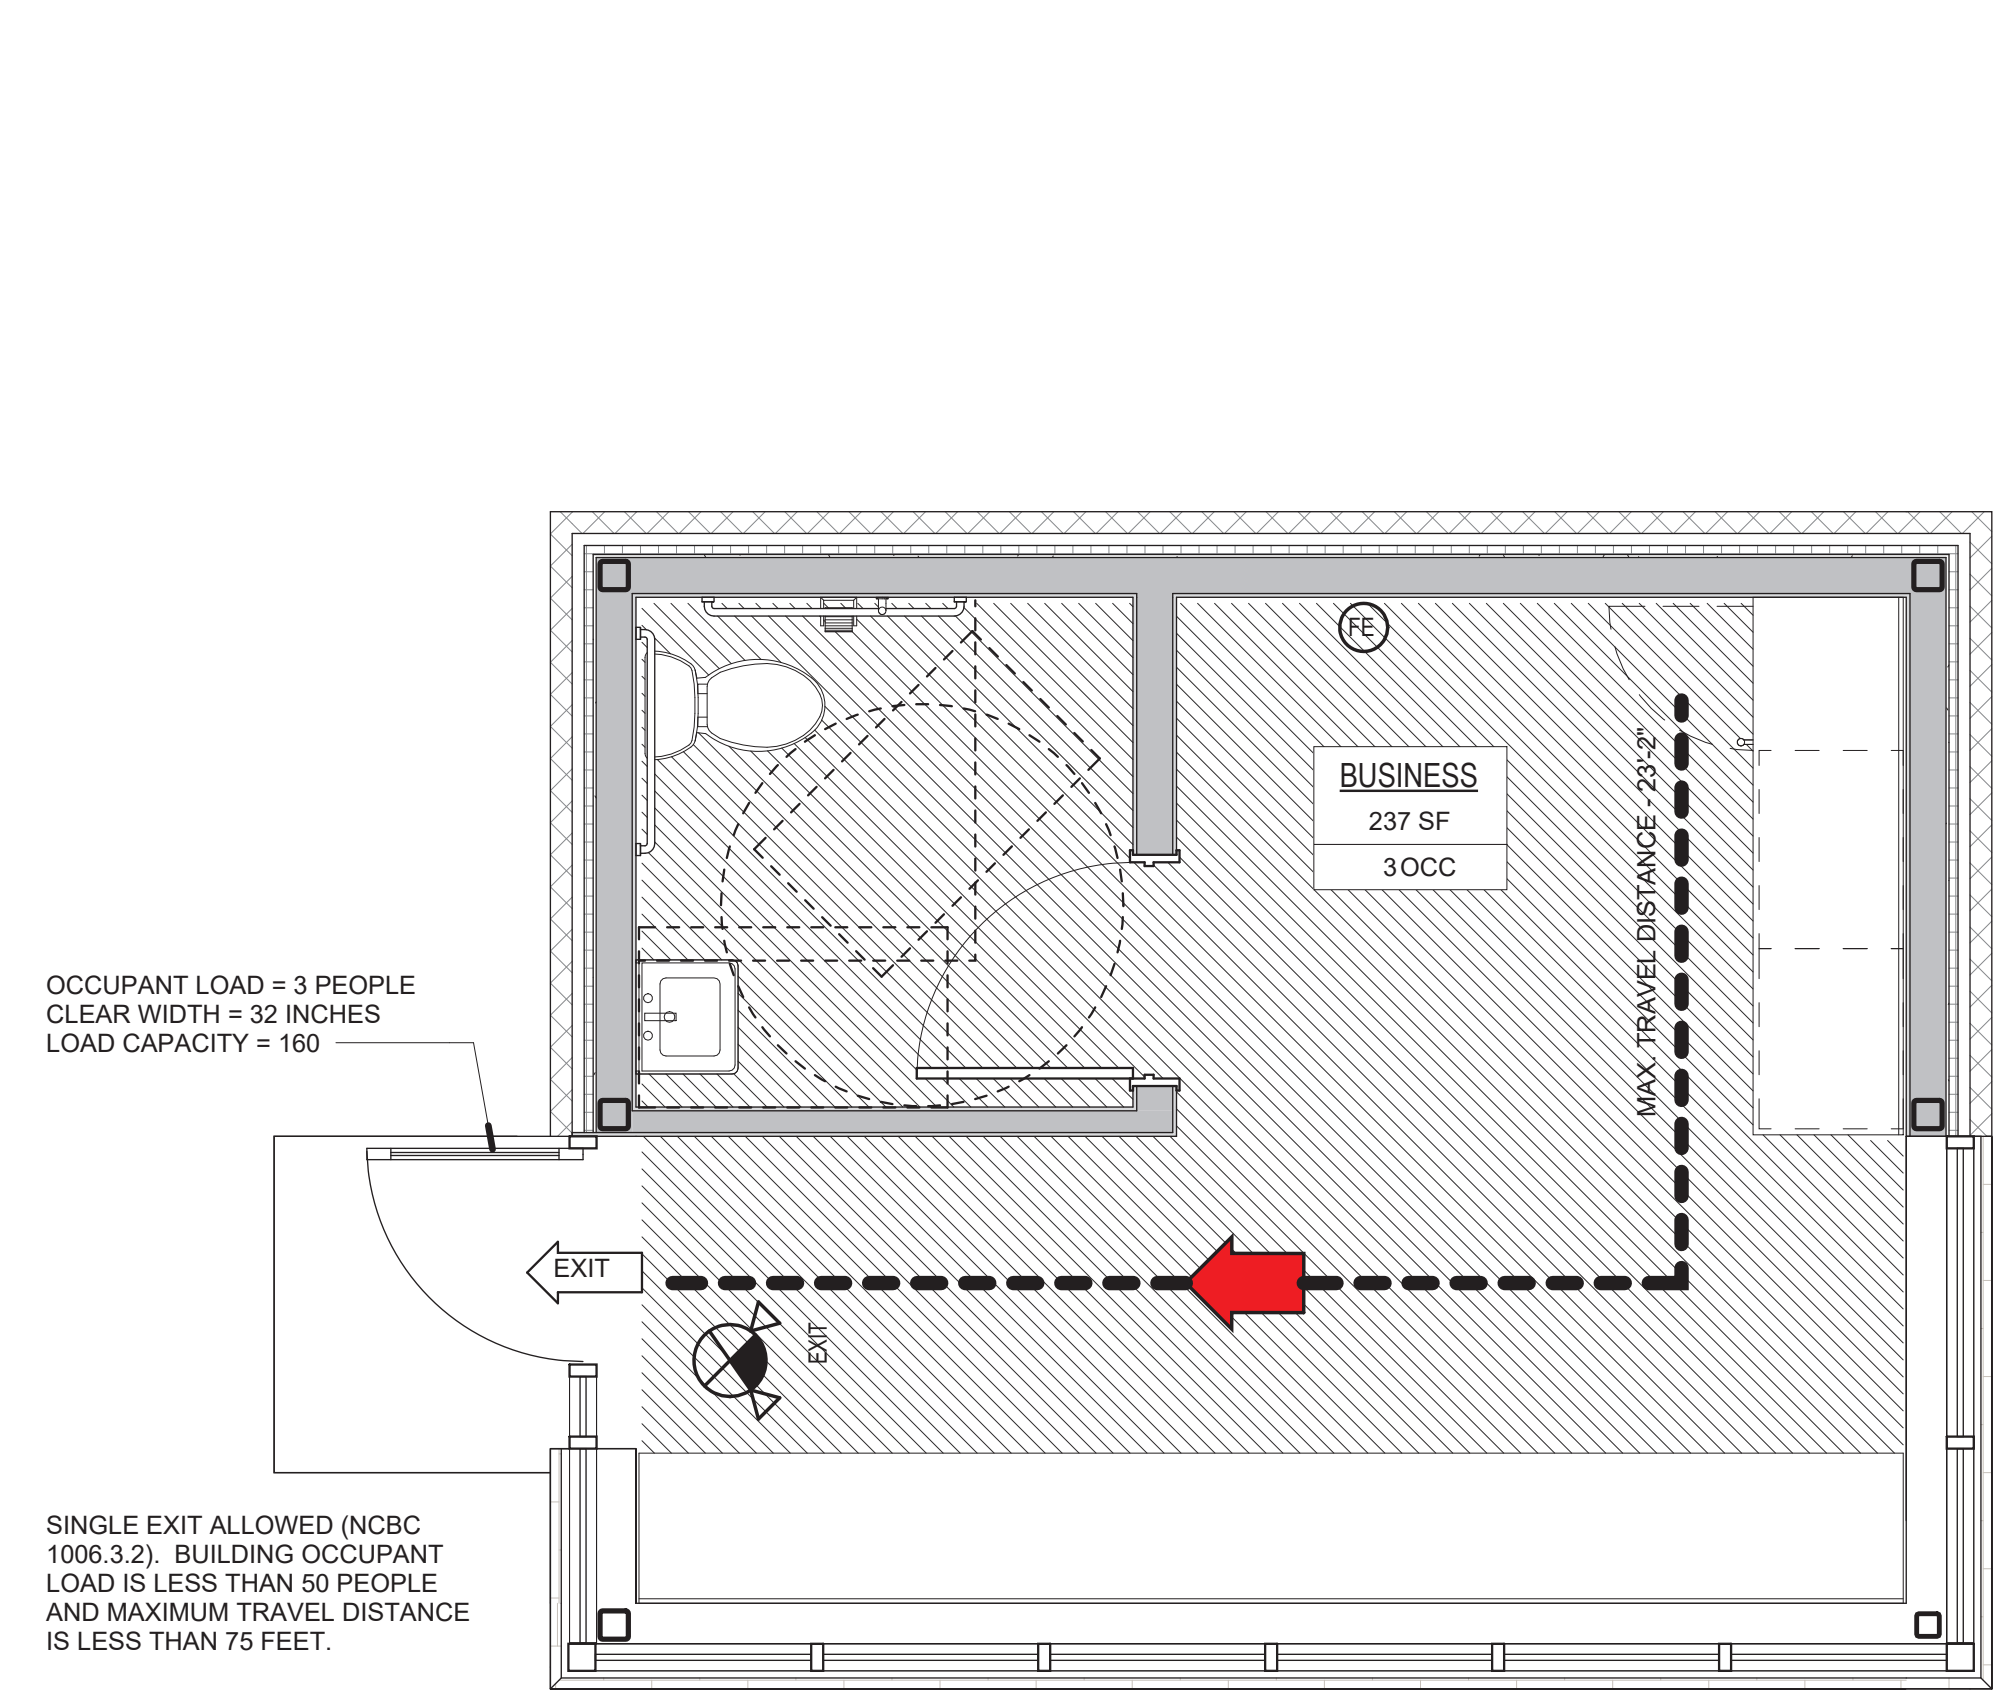 FE
BUSINESS
237 SF
3 OCC
MAX. TRAVEL DISTANCE - 23'-2"
OCCUPANT LOAD = 3 PEOPLE
CLEAR WIDTH = 32 INCHES
LOAD CAPACITY = 160
EXIT
EXIT
SINGLE EXIT ALLOWED (NCBC
1006.3.2). BUILDING OCCUPANT
LOAD IS LESS THAN 50 PEOPLE
AND MAXIMUM TRAVEL DISTANCE
IS LESS THAN 75 FEET.